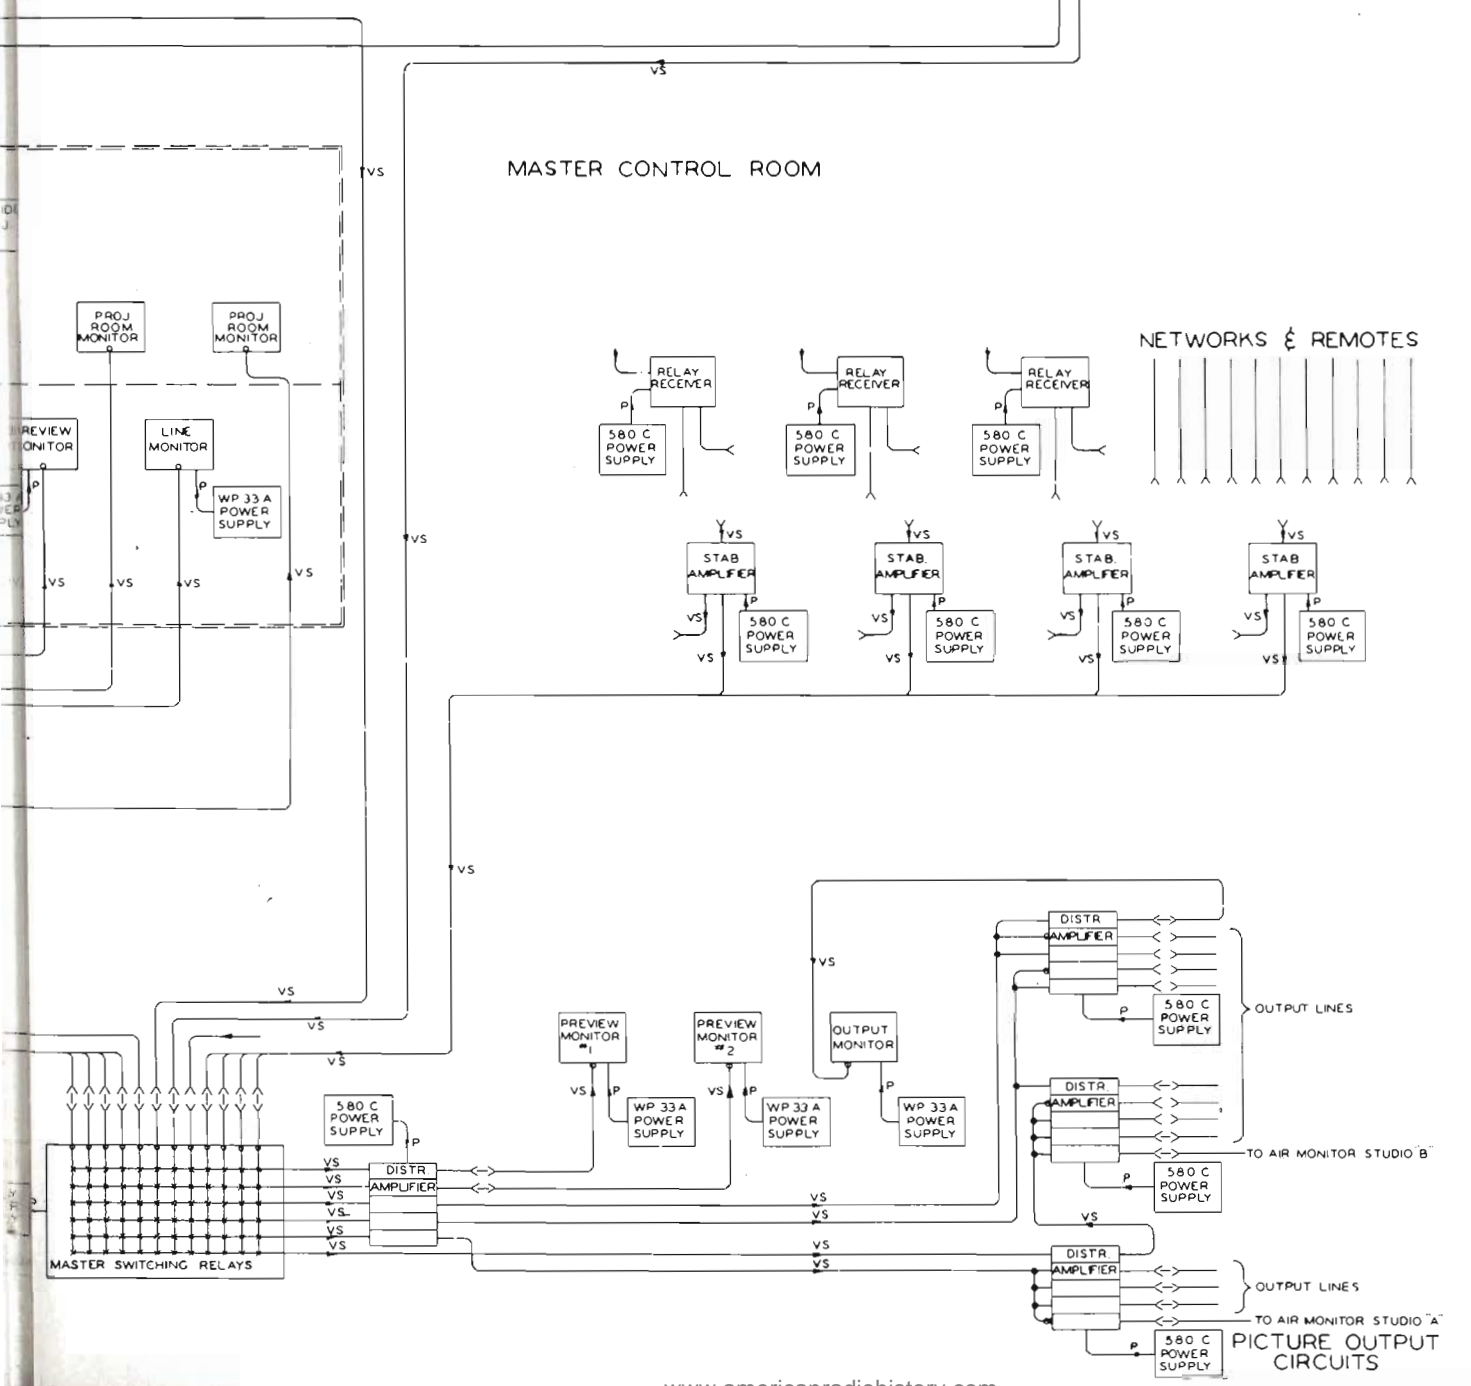 VS
VS
MASTER CONTROL ROOM
PROJ
ROOM
MONITOR
PROJ
ROOM
MONITOR
NETWORKS & REMOTES
RELAY
RECEIVER
P
580 C
POWER
SUPPLY
RELAY
RECEIVER
P
580 C
POWER
SUPPLY
RELAY
RECEIVER
P
580 C
POWER
SUPPLY
LINE
MONITOR
P
P
WP 33 A
POWER
SUPPLY
VS
VS
VS
VS
VS
VS
STAB
AMPLIFIER
VS
P
580 C
POWER
SUPPLY
VS
VS
STAB.
AMPLIFIER
VS
P
580 C
POWER
SUPPLY
VS
VS
STAB.
AMPLIFIER
VS
P
580 C
POWER
SUPPLY
VS
VS
STAB
AMPLIFIER
VS
P
580 C
POWER
SUPPLY
VS
VS
VS
VS
VS
VS
PREVIEW
MONITOR
#1
VS
P
WP 33 A
POWER
SUPPLY
PREVIEW
MONITOR
#2
VS
P
WP 33 A
POWER
SUPPLY
OUTPUT
MONITOR
P
WP 33 A
POWER
SUPPLY
DISTR.
AMPLIFIER
P
580 C
POWER
SUPPLY
OUTPUT LINES
DISTR.
AMPLIFIER
TO AIR MONITOR STUDIO "B"
P
580 C
POWER
SUPPLY
580 C
POWER
SUPPLY
P
VS
VS
VS
VS
VS
VS
DISTR.
AMPLIFIER
VS
VS
VS
VS
VS
MASTER SWITCHING RELAYS
DISTR.
AMPLIFIER
OUTPUT LINES
TO AIR MONITOR STUDIO "A"
P
580 C
POWER
SUPPLY
PICTURE OUTPUT
CIRCUITS